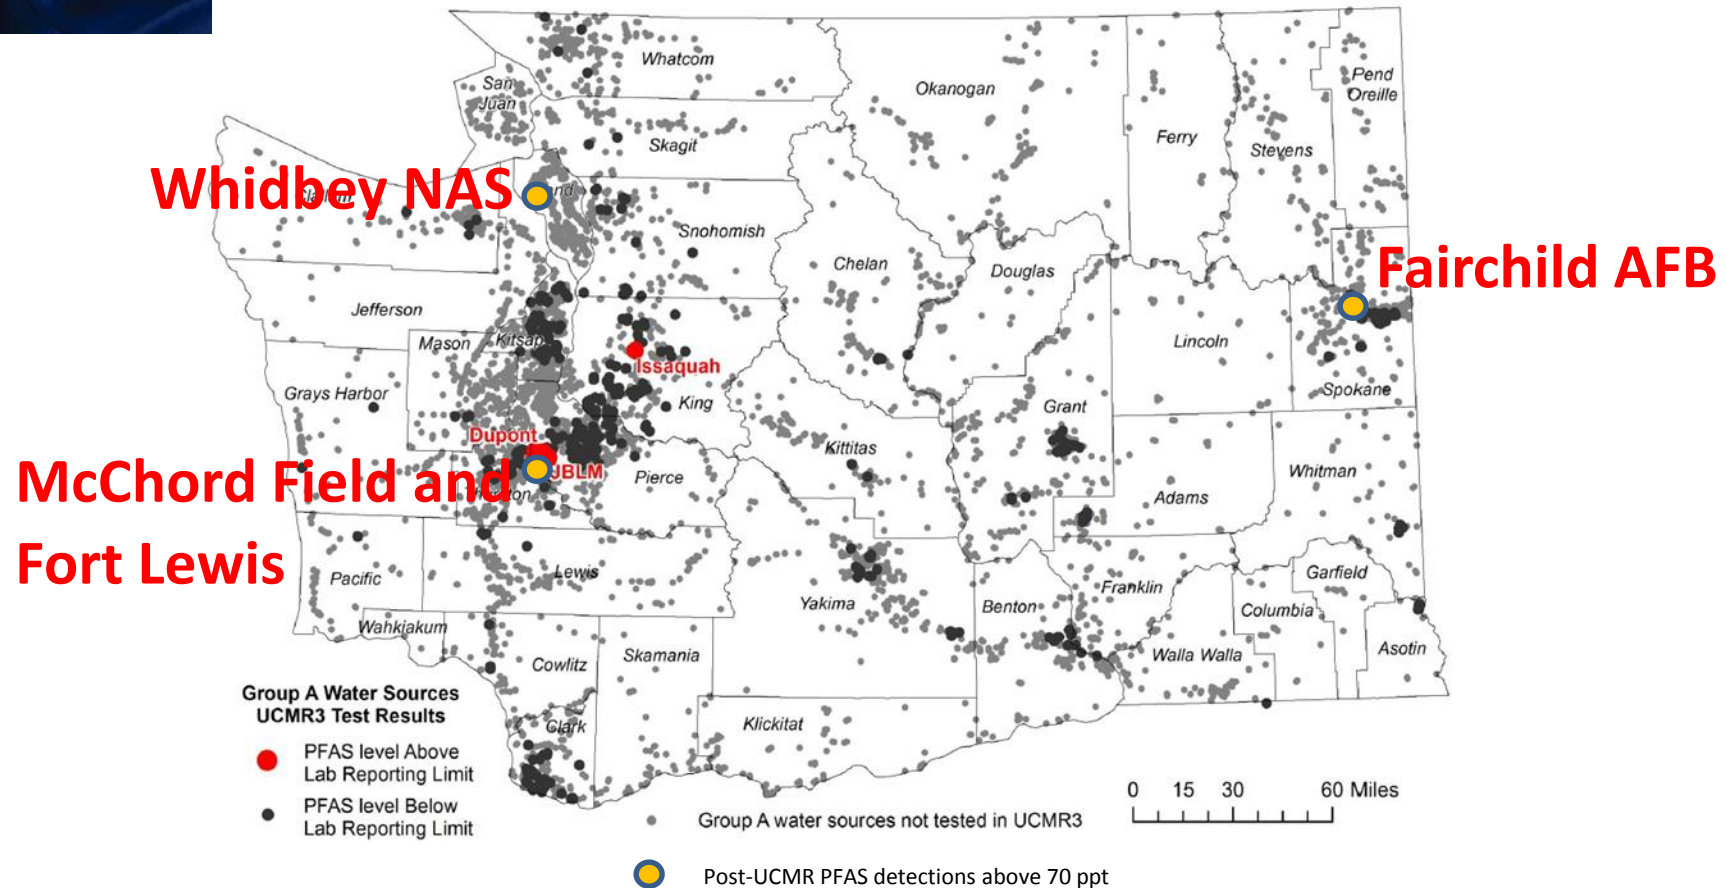 Whatcom
San
Juan
Okanogan
Pend
Oreille
Skagit
Ferry
Stevens
Whidbey NAS
Clallam
Island
Snohomish
Chelan
Douglas
Fairchild AFB
Jefferson
Mason
Kitsap
Lincoln
Issaquah
Grays Harbor
King
Grant
Spokane
Dupont
Kittitas
JBLM
Pierce
Whitman
McChord Field and
Thurston
Adams
Fort Lewis
Pacific
Lewis
Yakima
Benton
Franklin
Garfield
Columbia
Wahkiakum
Cowlitz
Skamania
Walla Walla
Asotin
Clark
Klickitat
Group A Water Sources
UCMR3 Test Results
PFAS level Above
Lab Reporting Limit
PFAS level Below
Lab Reporting Limit
Group A water sources not tested in UCMR3
0 15 30 60 Miles
Post-UCMR PFAS detections above 70 ppt